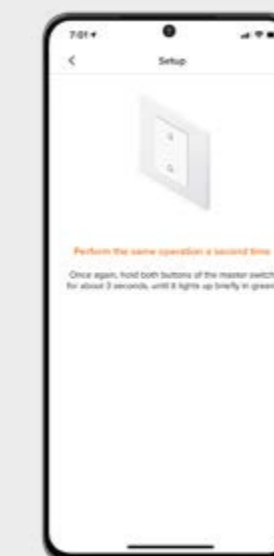 7:01
Setup
Perform the same operation a second time
Once again, hold both buttons of the master switch
for about 3 seconds, until it lights up briefly in green